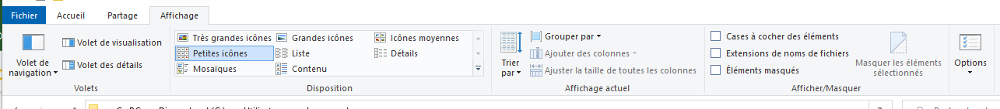 Fichier Accueil Partage Affichage
Volet de navigation
Volet de visualisation
Volet des détails
Volets
Très grandes icônes Grandes icônes Icônes moyennes
Petites icônes Liste Détails
Mosaïques Contenu
Disposition
Trier par
Grouper par
Ajouter des colonnes
Ajuster la taille de toutes les colonnes
Affichage actuel
Cases à cocher des éléments
Extensions de noms de fichiers
Éléments masqués
Masquer les éléments sélectionnés
Afficher/Masquer
Options